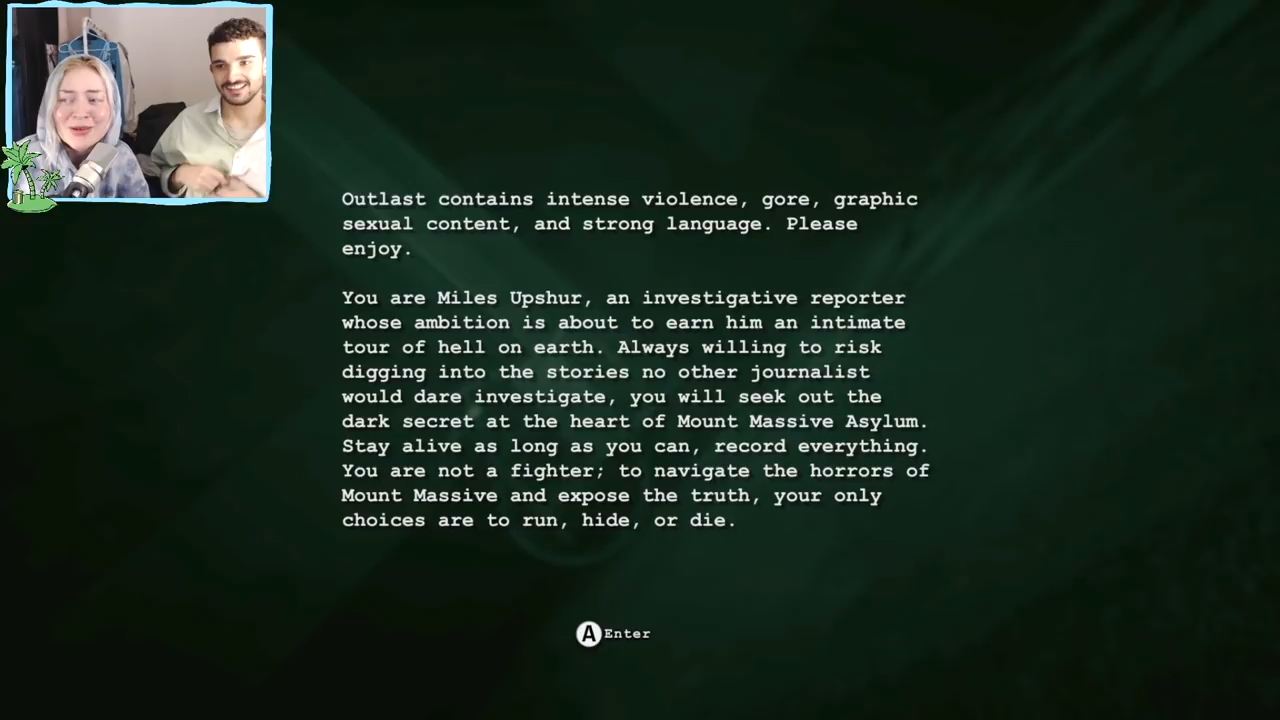 Outlast contains intense violence, gore, graphic
sexual content, and strong language. Please
enjoy.
You are Miles Upshur, an investigative reporter
whose ambition is about to earn him an intimate
tour of hell on earth. Always willing to risk
digging into the stories no other journalist
would dare investigate, you will seek out the
dark secret at the heart of Mount Massive Asylum.
Stay alive as long as you can, record everything.
You are not a fighter; to navigate the horrors of
Mount Massive and expose the truth, your only
choices are to run, hide, or die.
A Enter